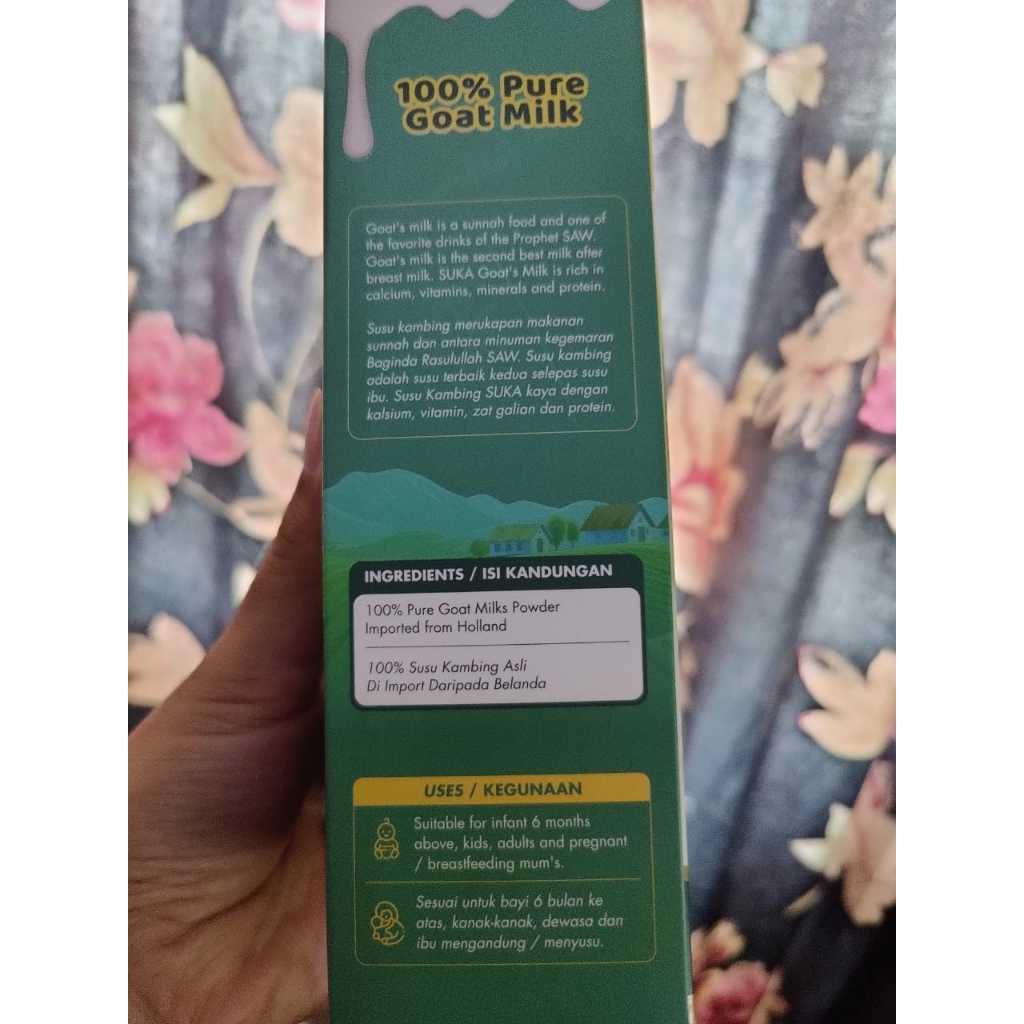 100% Pure
Goat Milk
Goat's milk is a sunnah food and one of
the favorite drinks of the Prophet SAW.
Goat's milk is the second best milk after
breast milk. SUKA Goat's Milk is rich in
calcium, vitamins, minerals and protein.
Susu kambing merukapan makanan
sunnah dan antara minuman kegemaran
Baginda Rasulullah SAW. Susu kambing
adalah susu terbaik kedua selepas susu
ibu. Susu Kambing SUKA kaya dengan
kalsium, vitamin, zat galian dan protein.
INGREDIENTS / ISI KANDUNGAN
100% Pure Goat Milks Powder
Imported from Holland
100% Susu Kambing Asli
Di Import Daripada Belanda
USES / KEGUNAAN
Suitable for infant 6 months
above, kids, adults and pregnant
/ breastfeeding mum's.
Sesuai untuk bayi 6 bulan ke
atas, kanak-kanak, dewasa dan
ibu mengandung / menyusu.